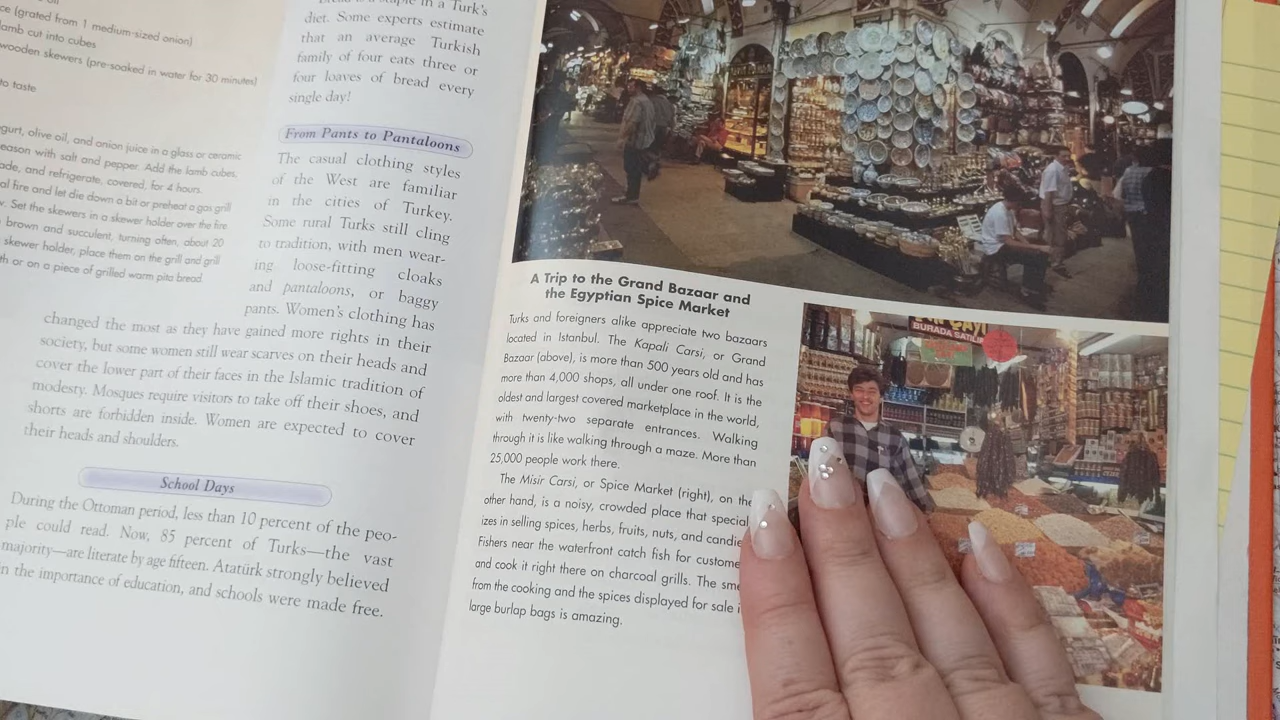 ce (grated from 1 medium-sized onion)
lamb cut into cubes
wooden skewers (pre-soaked in water for 30 minutes)
to taste
gurt, olive oil, and onion juice in a glass or ceramic
eason with salt and pepper. Add the lamb cubes,
ade, and refrigerate, covered, for 4 hours.
al fire and let die down a bit or preheat a gas grill
Set the skewers in a skewer holder over the fire
brown and succulent, turning often, about 20
skewer holder, place them on the grill and grill
th or on a piece of grilled warm pita bread.
in a Turk's
diet. Some experts estimate
that an average Turkish
family of four eats three or
four loaves of bread every
single day!
From Pants to Pantaloons
The casual clothing styles
of the West are familiar
in the cities of Turkey.
Some rural Turks still cling
to tradition, with men wear-
ing loose-fitting cloaks
and pantaloons, or baggy
pants. Women's clothing has
changed the most as they have gained more rights in their
society, but some women still wear scarves on their heads and
cover the lower part of their faces in the Islamic tradition of
modesty. Mosques require visitors to take off their shoes, and
shorts are forbidden inside. Women are expected to cover
their heads and shoulders.
School Days
During the Ottoman period, less than 10 percent of the peo-
ple could read. Now, 85 percent of Turks—the vast
majority—are literate by age fifteen. Atatürk strongly believed
in the importance of education, and schools were made free.
A Trip to the Grand Bazaar and
the Egyptian Spice Market
Turks and foreigners alike appreciate two bazaars
located in Istanbul. The Kapali Carsi, or Grand
Bazaar (above), is more than 500 years old and has
more than 4,000 shops, all under one roof. It is the
oldest and largest covered marketplace in the world,
with twenty-two separate entrances. Walking
through it is like walking through a maze. More than
25,000 people work there.
The Misir Carsi, or Spice Market (right), on the
other hand, is a noisy, crowded place that special
izes in selling spices, herbs, fruits, nuts, and candie
Fishers near the waterfront catch fish for custome
and cook it right there on charcoal grills. The sme
from the cooking and the spices displayed for sale i
large burlap bags is amazing.
BURADA SATILIR